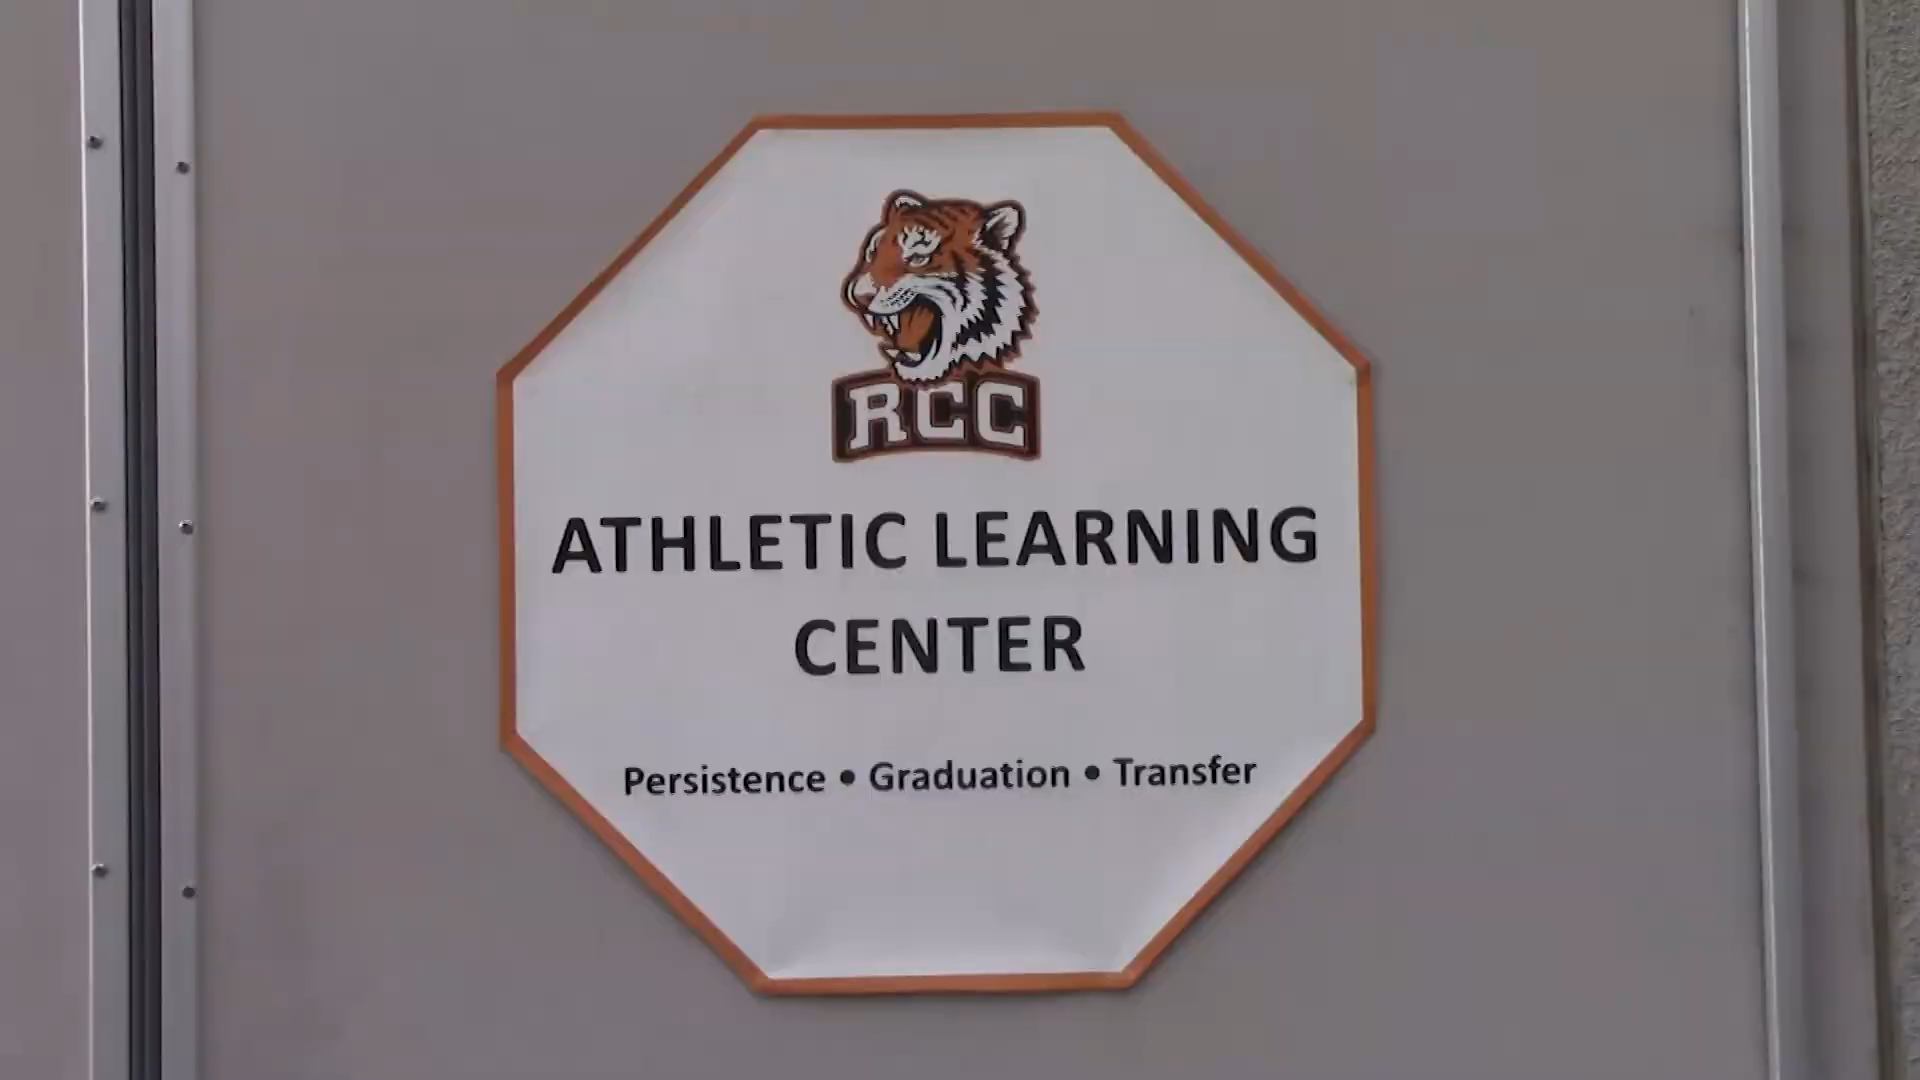 RCC
ATHLETIC LEARNING
CENTER
Persistence • Graduation • Transfer